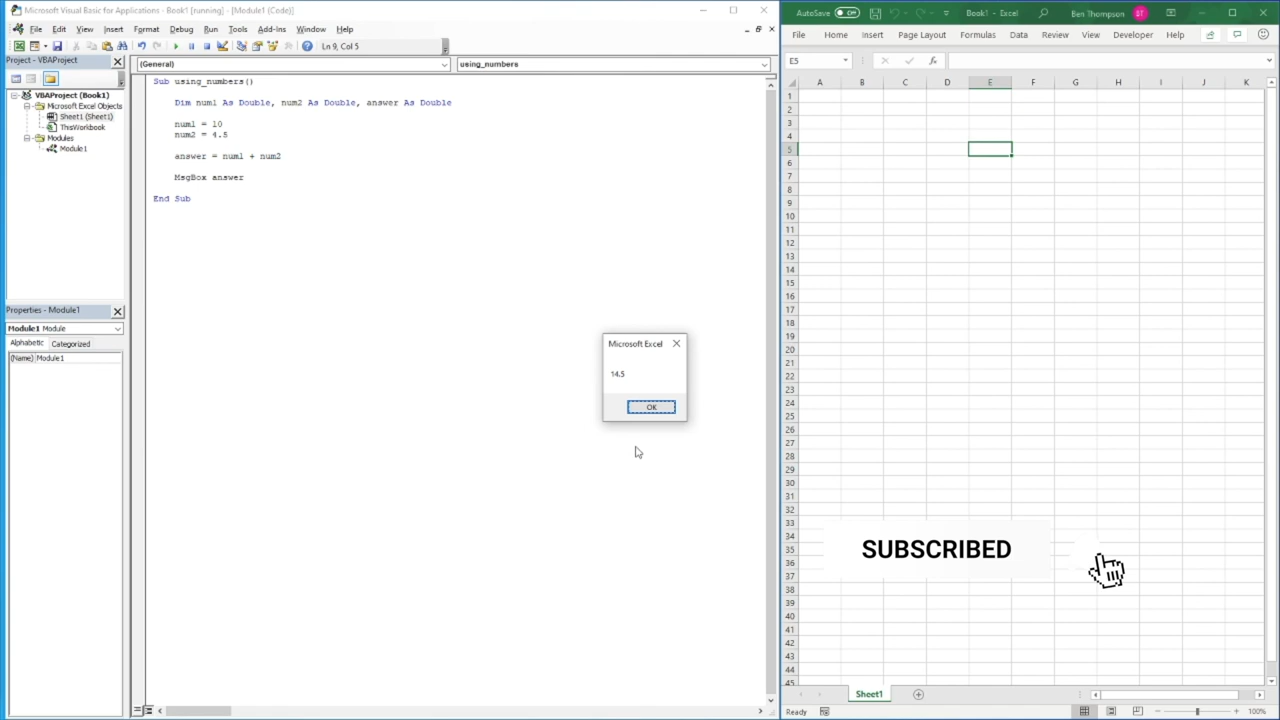 Microsoft Visual Basic for Applications - Book1 [running] - [Module1 (Code)]
File Edit View Insert Format Debug Run Tools Add-Ins Window Help
Ln 9, Col 5
Project - VBAProject
VBAProject (Book1)
Microsoft Excel Objects
Sheet1 (Sheet1)
ThisWorkbook
Modules
Module1
Properties - Module1
Module1 Module
Alphabetic Categorized
(Name) Module1
(General)
using_numbers
Sub using_numbers()
Dim num1 As Double, num2 As Double, answer As Double
num1 = 10
num2 = 4.5
answer = num1 + num2
MsgBox answer
End Sub
Microsoft Excel
14.5
OK
AutoSave Off
Book1 - Excel
Ben Thompson BT
File Home Insert Page Layout Formulas Data Review View Developer Help
E5
fx
A B C D E F G H I J K
1
2
3
4
5
6
7
8
9
10
11
12
13
14
15
16
17
18
19
20
21
22
23
24
25
26
27
28
29
30
31
32
33
34
35
36
37
38
39
40
41
42
43
44
45
SUBSCRIBED
Sheet1
Ready
100%